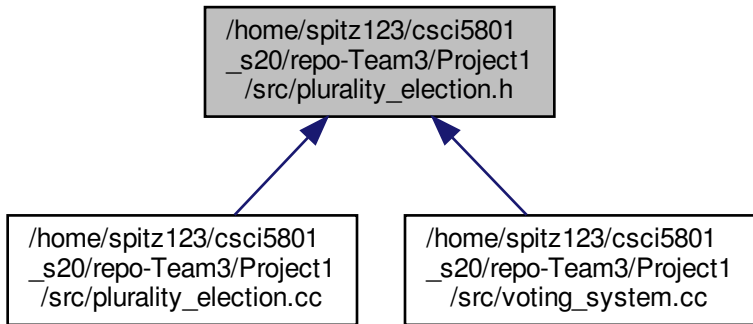 /home/spitz123/csci5801
_s20/repo-Team3/Project1
/src/plurality_election.h
/home/spitz123/csci5801
_s20/repo-Team3/Project1
/src/plurality_election.cc
/home/spitz123/csci5801
_s20/repo-Team3/Project1
/src/voting_system.cc